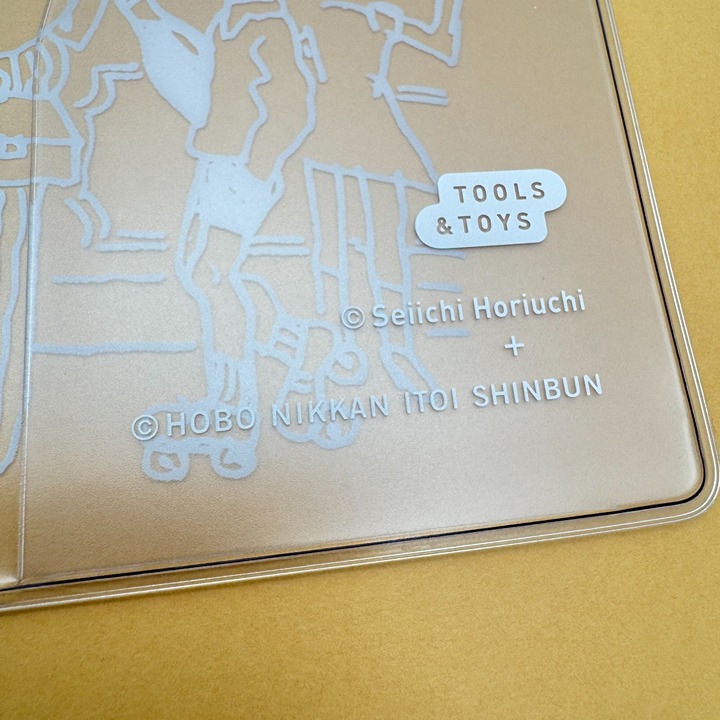 TOOLS
&TOYS
© Seiichi Horiuchi
+
© HOBO NIKKAN ITOI SHINBUN